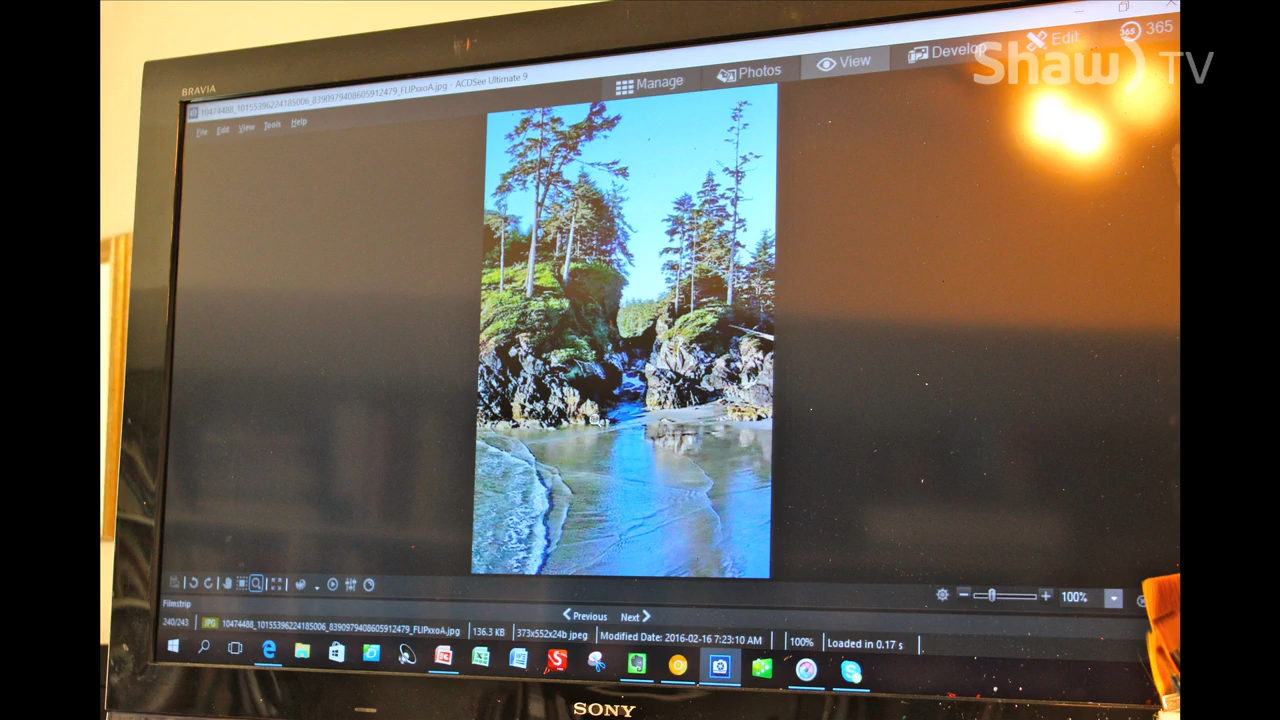 Shaw) TV
BRAVIA
10474488_10155396224185006_8390979408605912479_FLIPxxoA.jpg - ACDSee Ultimate 9
File Edit View Tools Help
Manage Photos View Develop Edit 365 365
100%
Filmstrip
Previous Next
240/243 JPG 10474488_10155396224185006_8390979408605912479_FLIPxxoA.jpg 136.3 KB 373x552x24b jpeg Modified Date: 2016-02-16 7:23:10 AM 100% Loaded in 0.17 s
SONY